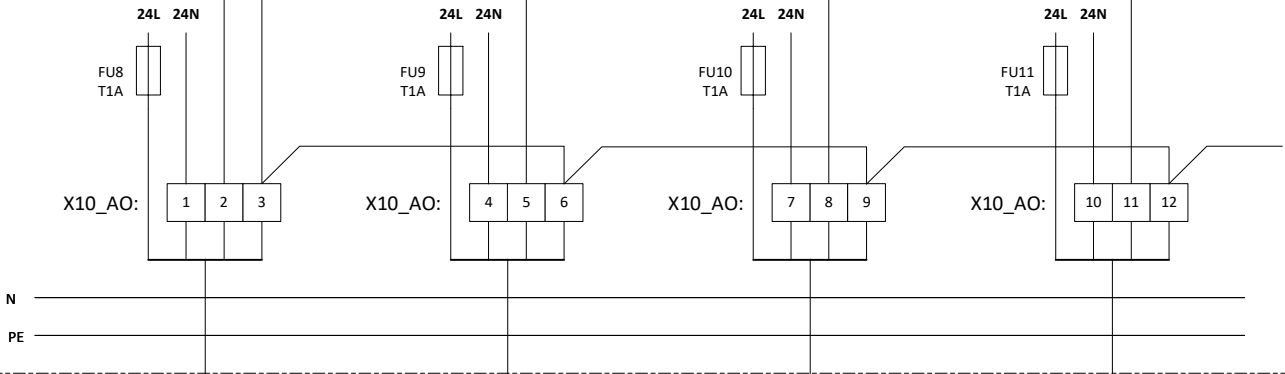 24L 24N 24L 24N 24L 24N 24L 24N
FU8 FU9 FU10 FU11
T1A T1A T1A T1A
X10_AO: 1 2 3 X10_AO: 4 5 6 X10_AO: 7 8 9 X10_AO: 10 11 12
N
PE